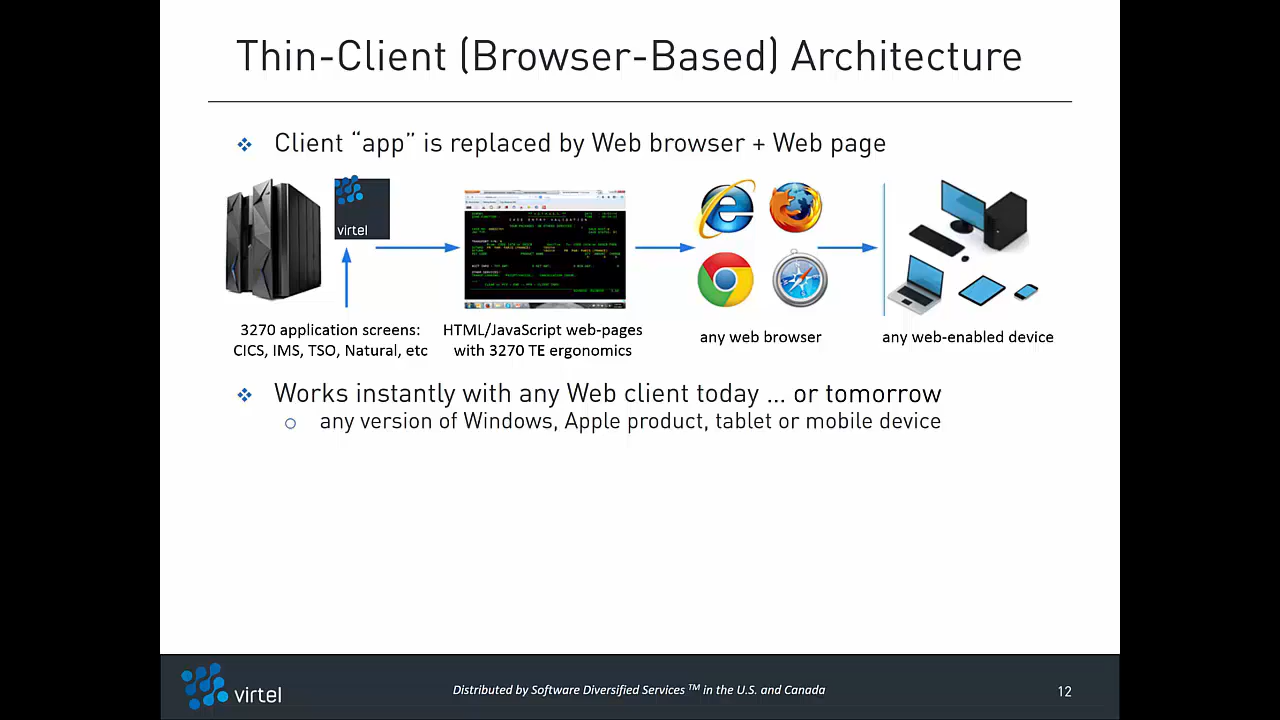 Thin-Client (Browser-Based) Architecture
❖ Client “app” is replaced by Web browser + Web page
virtel
3270 application screens:
CICS, IMS, TSO, Natural, etc
HTML/JavaScript web-pages
with 3270 TE ergonomics
any web browser
any web-enabled device
❖ Works instantly with any Web client today ... or tomorrow
o any version of Windows, Apple product, tablet or mobile device
virtel
Distributed by Software Diversified Services TM in the U.S. and Canada
12